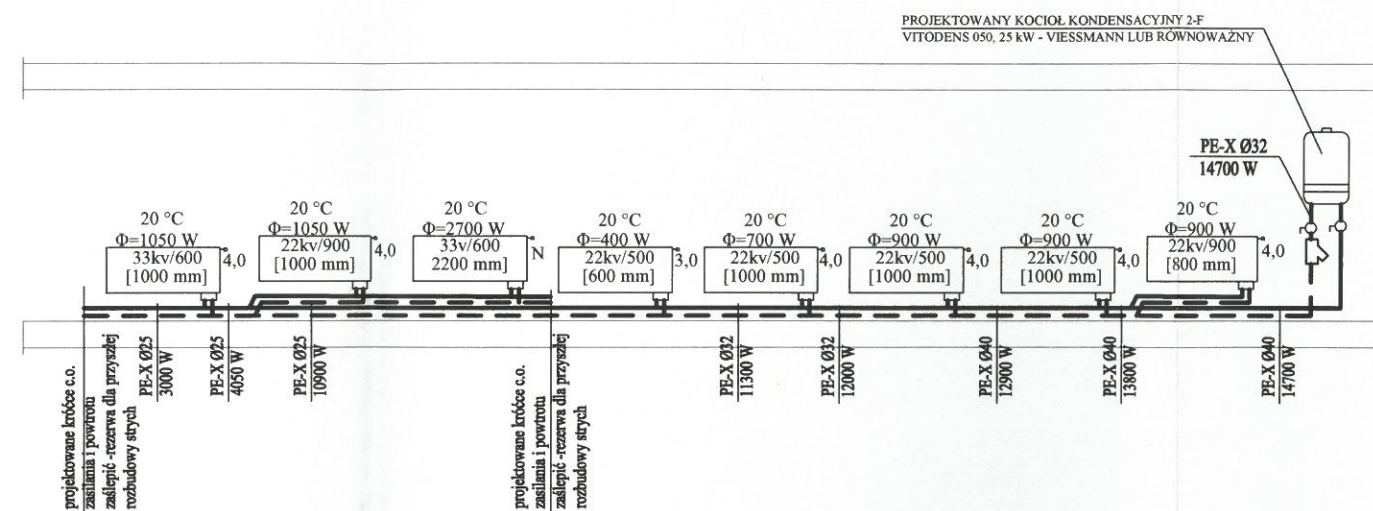 PROJEKTOWANY KOCIOŁ KONDENSACYJNY 2-F
VITODENS 050, 25 kW - VIESSMANN LUB RÓWNOWAŻNY
PE-X Ø32
14700 W
20 °C
Φ=1050 W
33kv/600
[1000 mm]
4,0
20 °C
Φ=1050 W
22kv/900
[1000 mm]
4,0
20 °C
Φ=2700 W
33v/600
2200 mm]
N
20 °C
Φ=400 W
22kv/500
[600 mm]
3,0
20 °C
Φ=700 W
22kv/500
[1000 mm]
4,0
20 °C
Φ=900 W
22kv/500
[1000 mm]
4,0
20 °C
Φ=900 W
22kv/500
[1000 mm]
4,0
20 °C
Φ=900 W
22kv/900
[800 mm]
4,0
projektowane króćce c.o.
zasilania i powrotu
zaślepić -rezerwa dla przyszłej
rozbudowy strych
PE-X Ø25
3000 W
PE-X Ø25
4050 W
PE-X Ø25
10900 W
projektowane króćce c.o.
zasilania i powrotu
zaślepić -rezerwa dla przyszłej
rozbudowy strych
PE-X Ø32
11300 W
PE-X Ø32
12000 W
PE-X Ø40
12900 W
PE-X Ø40
13800 W
PE-X Ø40
14700 W